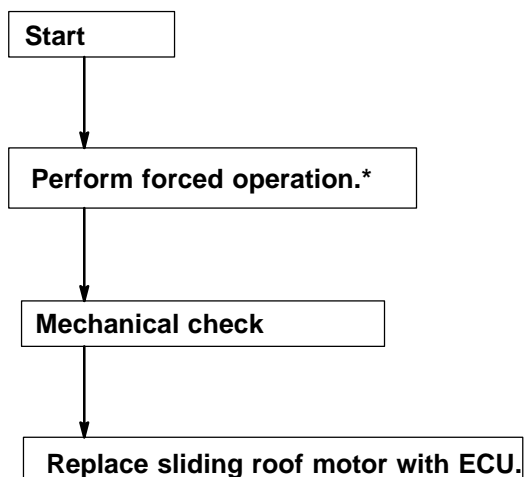 Start
Perform forced operation.*
Mechanical check
Replace sliding roof motor with ECU.